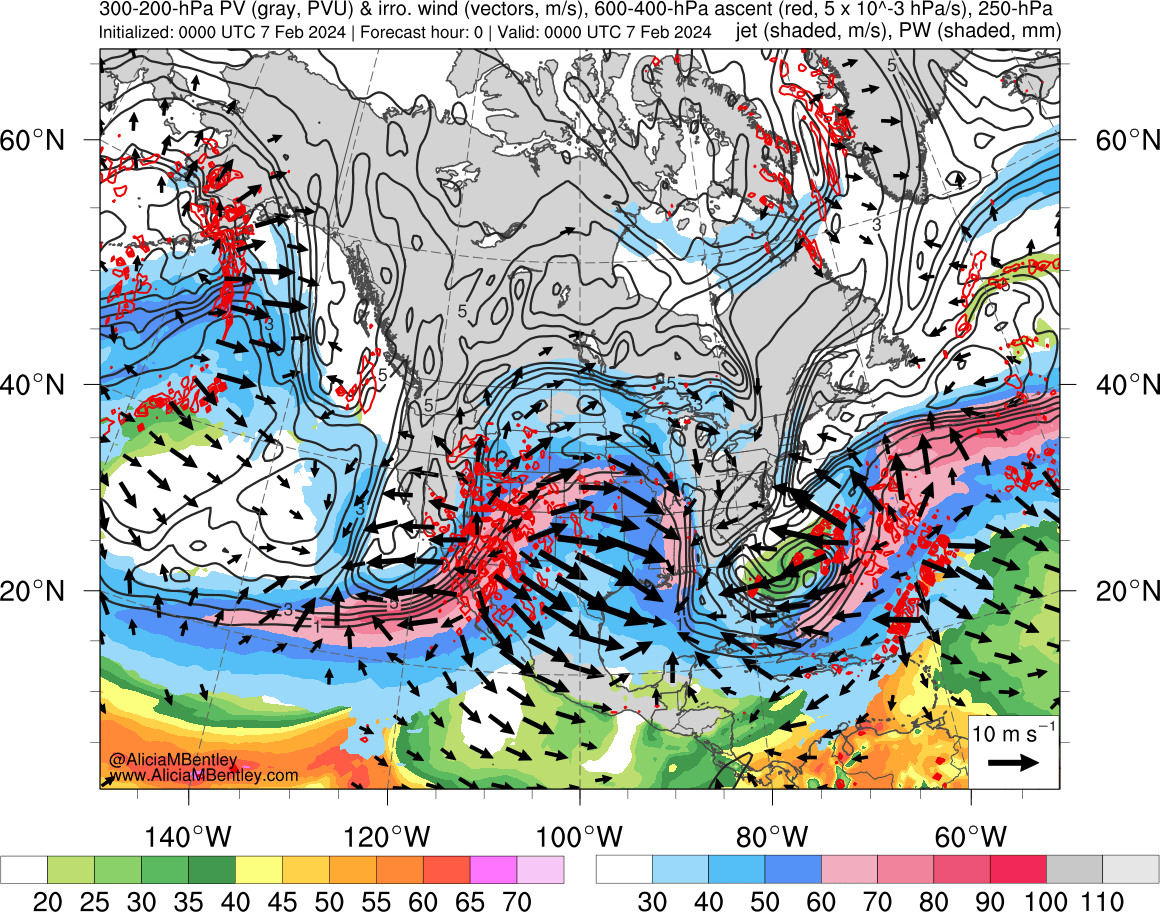 300-200-hPa PV (gray, PVU) & irro. wind (vectors, m/s), 600-400-hPa ascent (red, 5 x 10^-3 hPa/s), 250-hPa
Initialized: 0000 UTC 7 Feb 2024 | Forecast hour: 0 | Valid: 0000 UTC 7 Feb 2024 jet (shaded, m/s), PW (shaded, mm)
60°N 60°N
40°N 40°N
20°N 20°N
5
3
5
3
5
5
5
5
3
3
5
1
10 m s⁻¹
@AliciaMBentley
www.AliciaMBentley.com
140°W 120°W 100°W 80°W 60°W
20 25 30 35 40 45 50 55 60 65 70 30 40 50 60 70 80 90 100 110